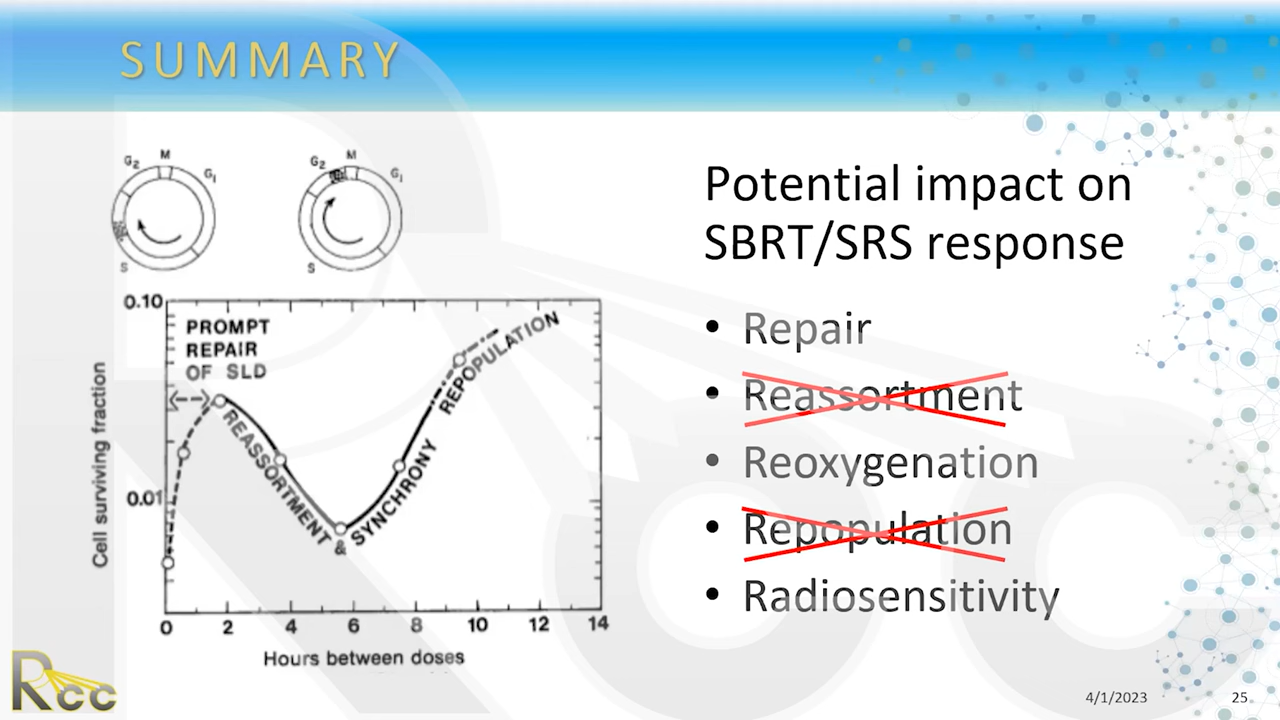 SUMMARY
G2 M G1
S
G2 M G1
S
0.10
PROMPT
REPAIR
OF SLD
REASSORTMENT
&
SYNCHRONY
REPOPULATION
0.01
Cell surviving fraction
0 2 4 6 8 10 12 14
Hours between doses
Potential impact on
SBRT/SRS response
• Repair
• Reassortment
• Reoxygenation
• Repopulation
• Radiosensitivity
Rcc
4/1/2023 25